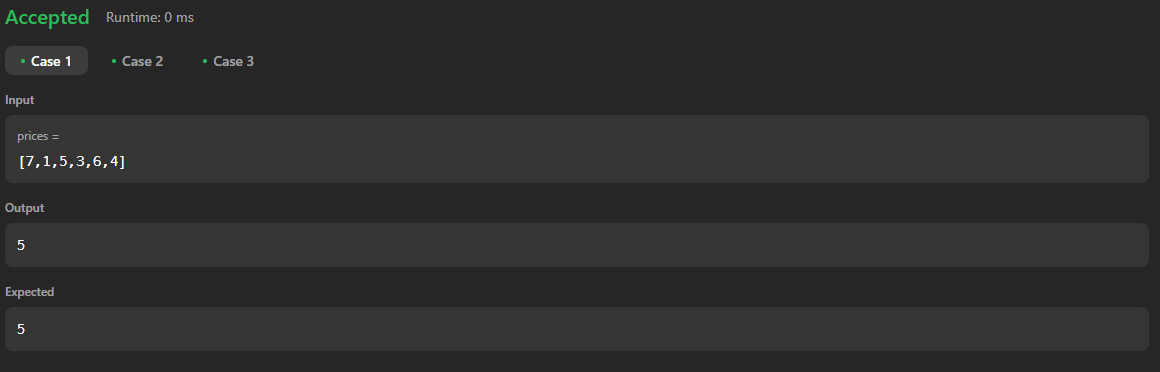 Accepted Runtime: 0 ms
Case 1 Case 2 Case 3
Input
prices =
[7,1,5,3,6,4]
Output
5
Expected
5